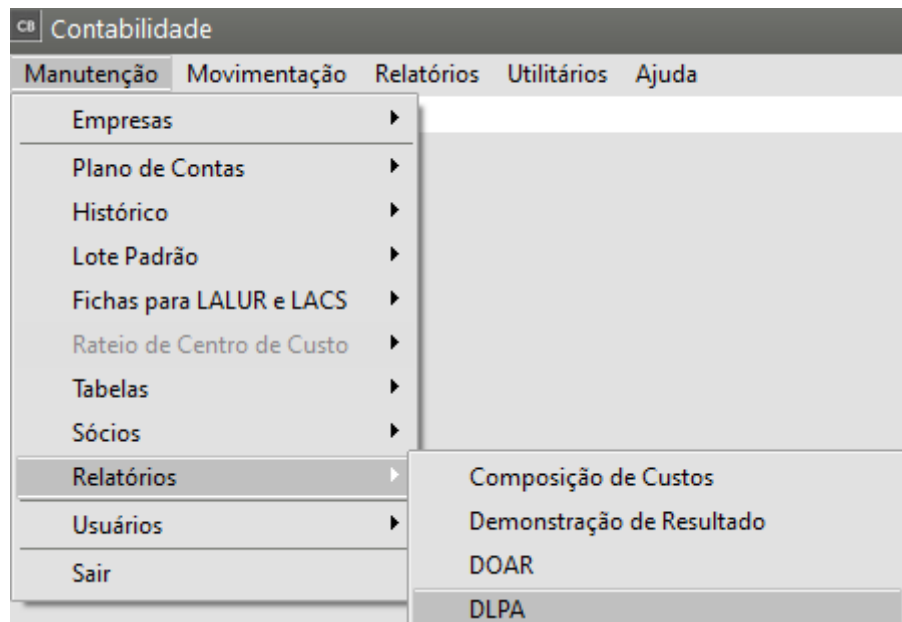 CB Contabilidade
Manutenção Movimentação Relatórios Utilitários Ajuda
Empresas
Plano de Contas
Histórico
Lote Padrão
Fichas para LALUR e LACS
Rateio de Centro de Custo
Tabelas
Sócios
Relatórios
Usuários
Sair
Composição de Custos
Demonstração de Resultado
DOAR
DLPA